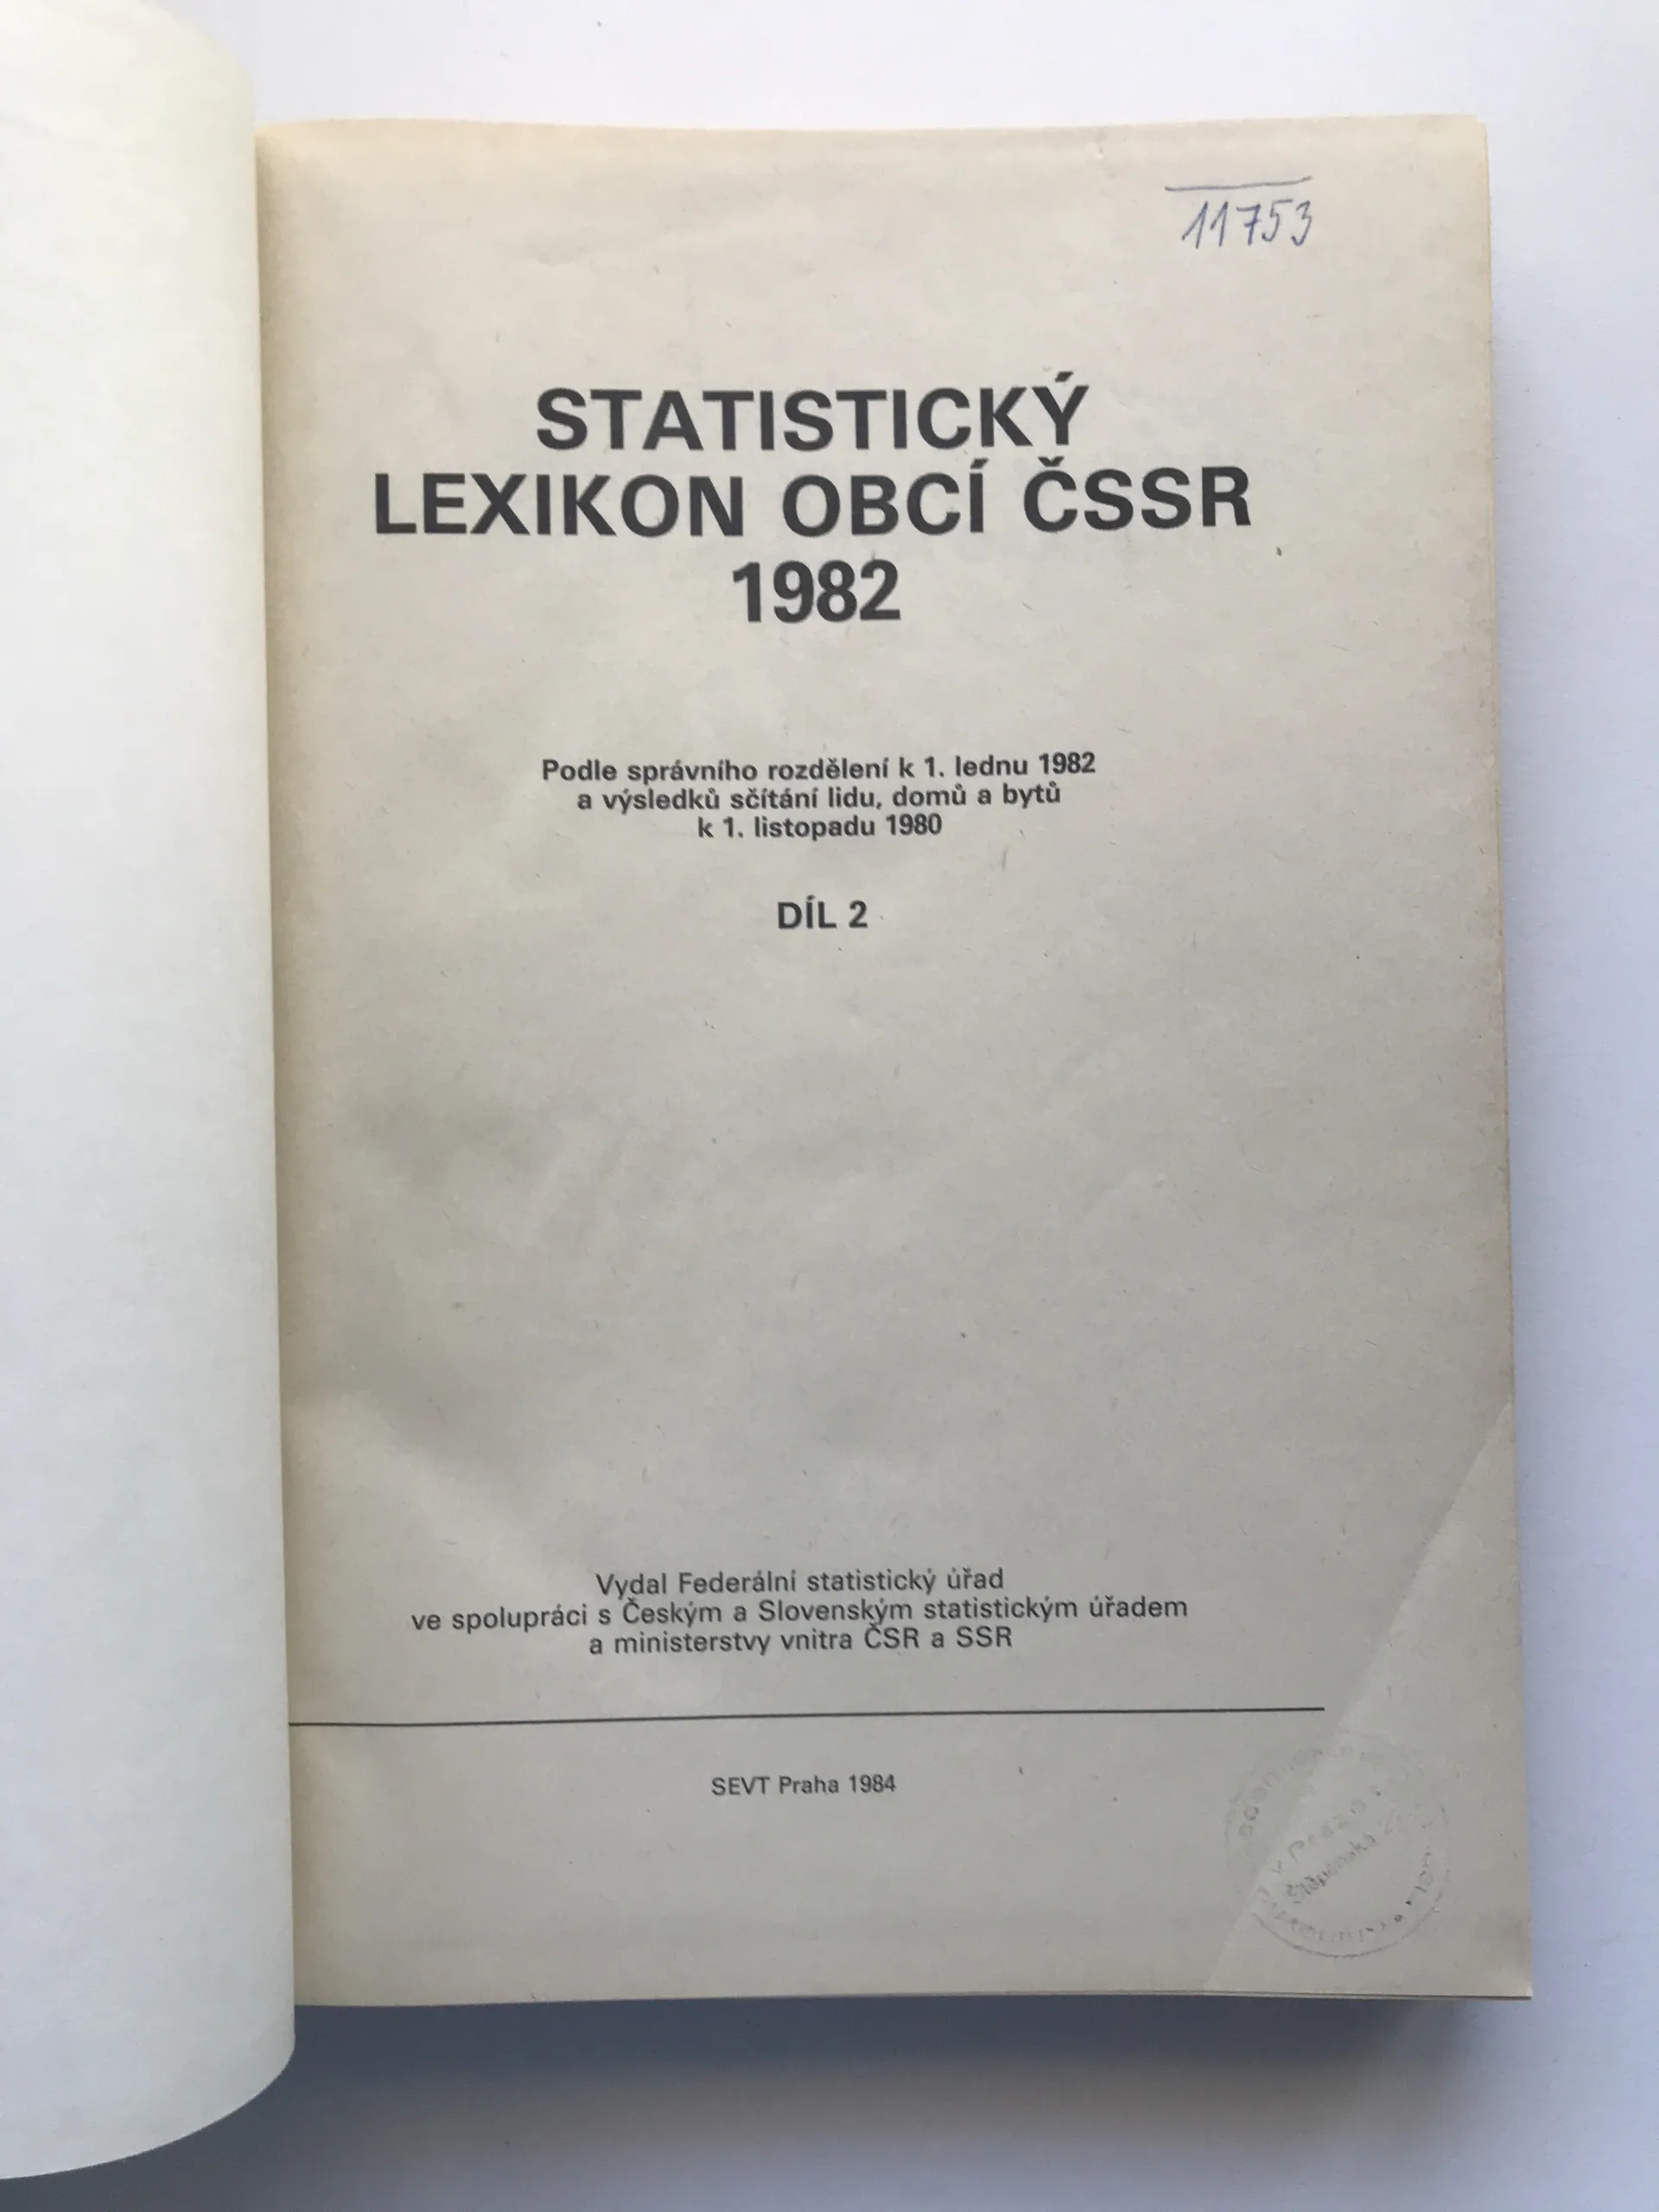 11753
STATISTICKÝ
LEXIKON OBCÍ ČSSR
1982
Podle správního rozdělení k 1. lednu 1982
a výsledků sčítání lidu, domů a bytů
k 1. listopadu 1980
DÍL 2
Vydal Federální statistický úřad
ve spolupráci s Českým a Slovenským statistickým úřadem
a ministerstvy vnitra ČSR a SSR
SEVT Praha 1984